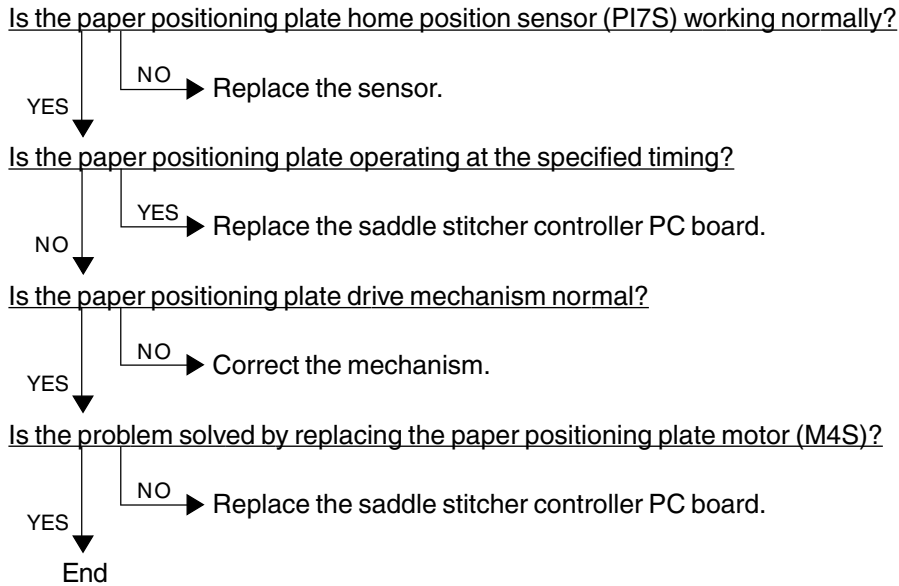 Is the paper positioning plate home position sensor (PI7S) working normally?
NO
Replace the sensor.
YES
Is the paper positioning plate operating at the specified timing?
YES
Replace the saddle stitcher controller PC board.
NO
Is the paper positioning plate drive mechanism normal?
NO
Correct the mechanism.
YES
Is the problem solved by replacing the paper positioning plate motor (M4S)?
NO
Replace the saddle stitcher controller PC board.
YES
End